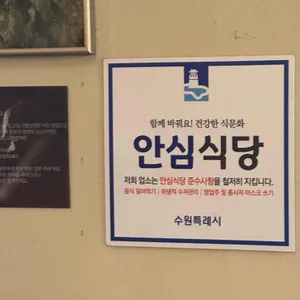 함께 바꿔요! 건강한 식문화
안심식당
저희 업소는 안심식당 준수사항을 철저히 지킵니다.
음식 덜어먹기 | 위생적 수저관리 | 영업주 및 종사자 마스크 쓰기
수원특례시